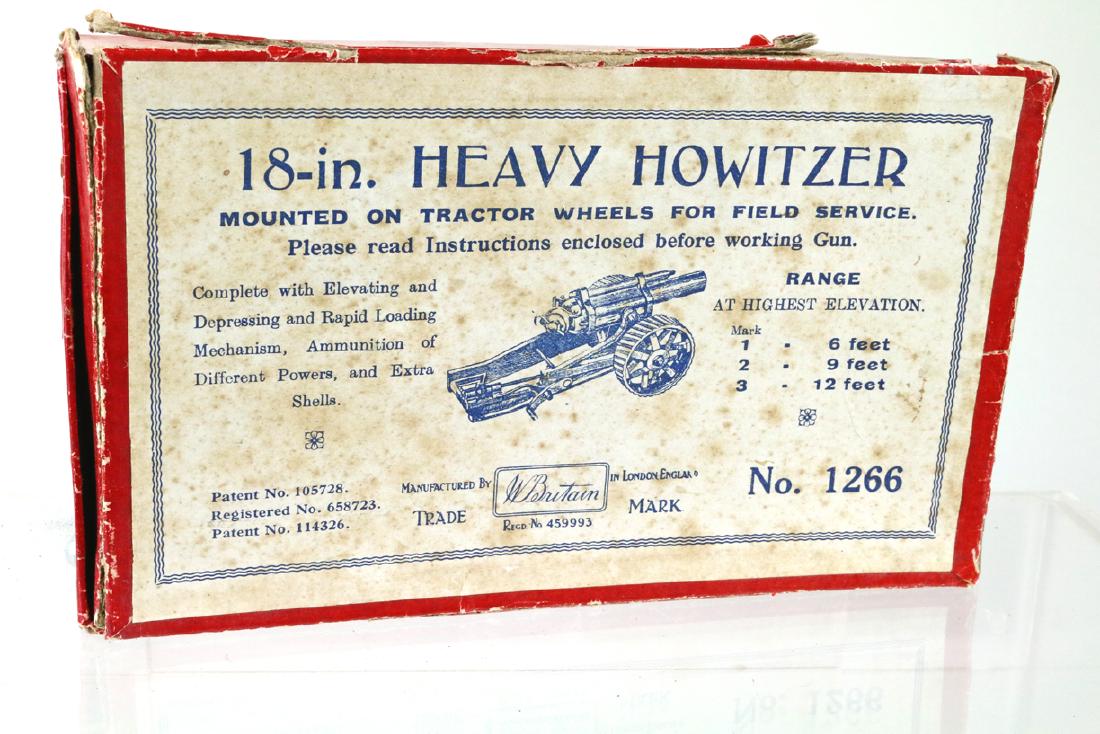 18-in. HEAVY HOWITZER
MOUNTED ON TRACTOR WHEELS FOR FIELD SERVICE.
Please read Instructions enclosed before working Gun.
Complete with Elevating and
Depressing and Rapid Loading
Mechanism, Ammunition of
Different Powers, and Extra
Shells.
RANGE
AT HIGHEST ELEVATION.
Mark
1 - 6 feet
2 - 9 feet
3 - 12 feet
Patent No. 105728.
Registered No. 658723.
Patent No. 114326.
MANUFACTURED BY W Britain IN LONDON ENGLAND
TRADE MARK
REGD. No 459993
No. 1266